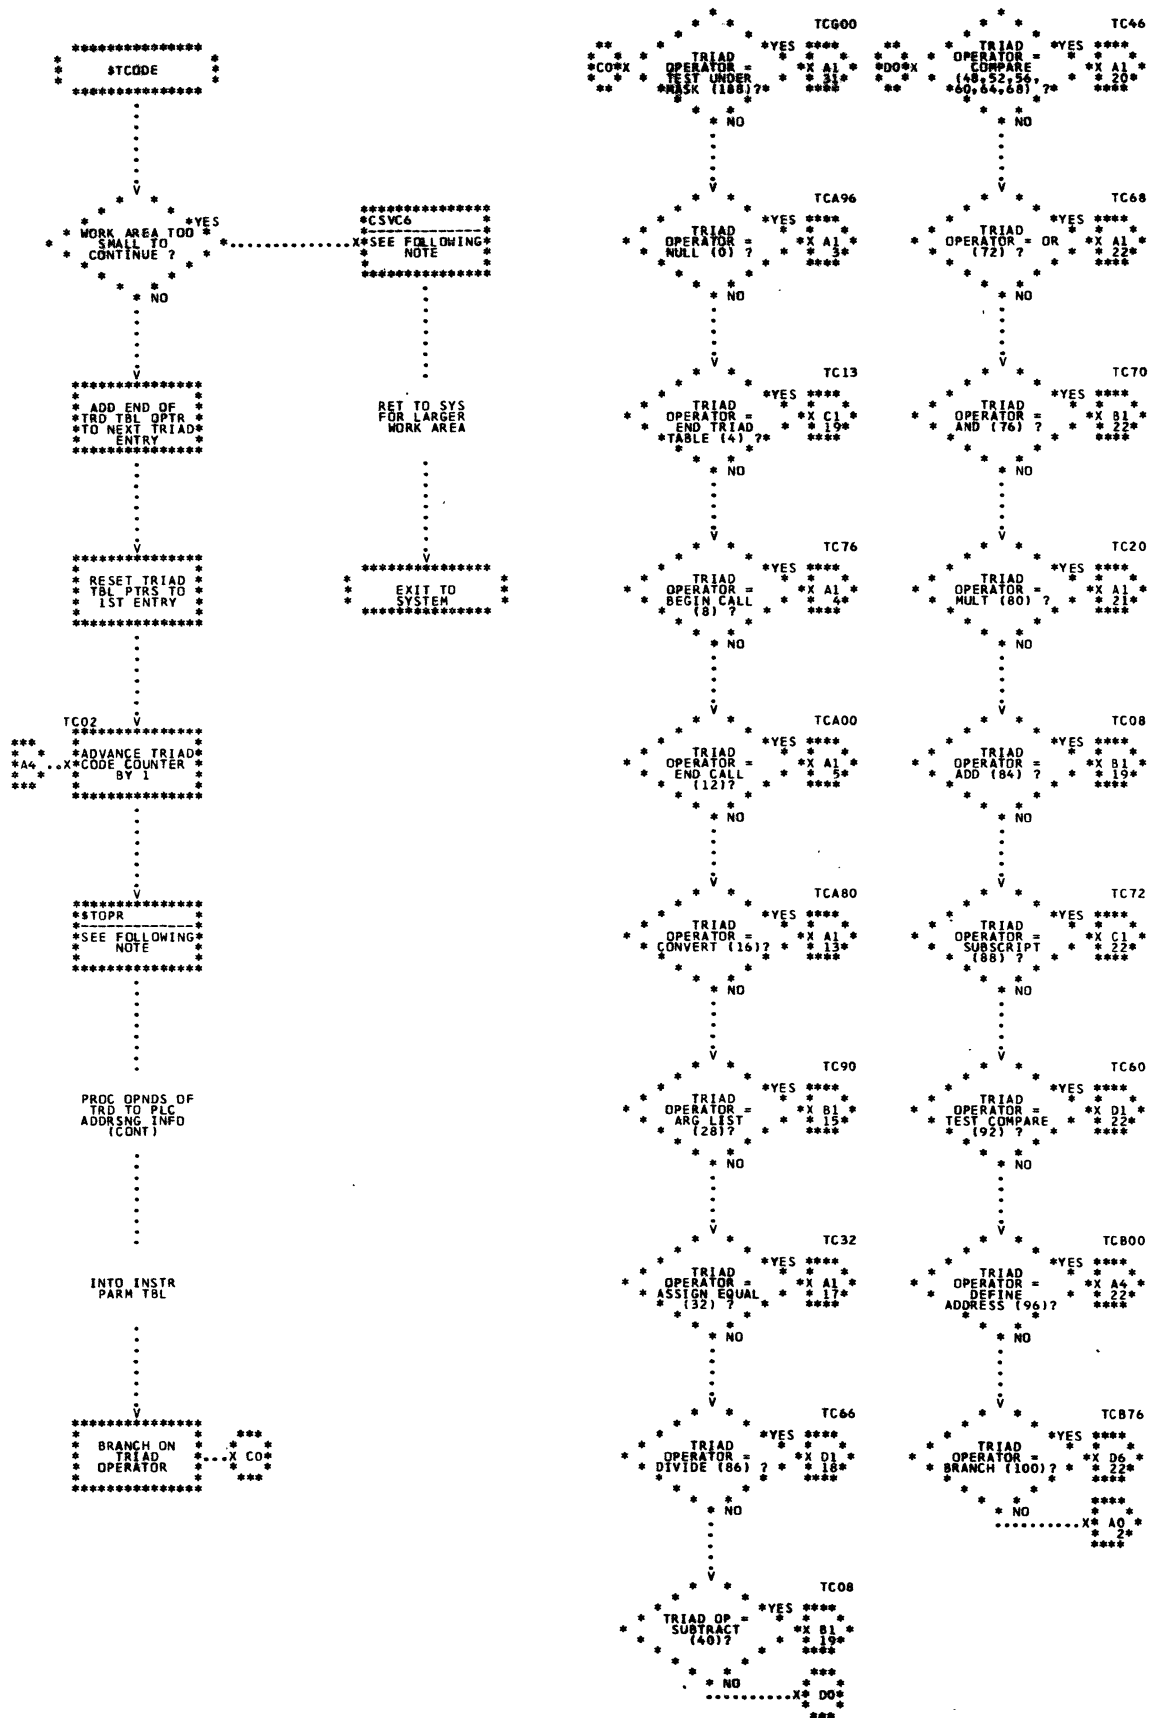 $TCODE
WORK AREA TOO
SMALL TO
CONTINUE ?
YES
NO
CSVC6
SEE FOLLOWING
NOTE
RET TO SYS
FOR LARGER
WORK AREA
EXIT TO
SYSTEM
ADD END OF
TRD TBL OPTR
TO NEXT TRIAD
ENTRY
RESET TRIAD
TBL PTRS TO
1ST ENTRY
TC02
A4
ADVANCE TRIAD
CODE COUNTER
BY 1
$TOPR
SEE FOLLOWING
NOTE
PROC OPNDS OF
TRD TO PLC
ADDRSNG INFO
(CONT)
INTO INSTR
PARM TBL
BRANCH ON
TRIAD
OPERATOR
C0
C0
TCG00
TRIAD
OPERATOR =
TEST UNDER
MASK (188)?
YES
A1
31
NO
TCA96
TRIAD
OPERATOR =
NULL (0) ?
YES
A1
3
NO
TC13
TRIAD
OPERATOR =
END TRIAD
TABLE (4) ?
YES
C1
19
NO
TC76
TRIAD
OPERATOR =
BEGIN CALL
(8) ?
YES
A1
4
NO
TCA00
TRIAD
OPERATOR =
END CALL
(12)?
YES
A1
5
NO
TCA80
TRIAD
OPERATOR =
CONVERT (16)?
YES
A1
13
NO
TC90
TRIAD
OPERATOR =
ARG LIST
(28)?
YES
B1
15
NO
TC32
TRIAD
OPERATOR =
ASSIGN EQUAL
(32) ?
YES
A1
17
NO
TC66
TRIAD
OPERATOR =
DIVIDE (86) ?
YES
D1
18
NO
TC08
TRIAD OP =
SUBTRACT
(40)?
YES
B1
19
NO
D0
D0
TC46
TRIAD
OPERATOR =
COMPARE
(48,52,56,
60,64,68) ?
YES
A1
20
NO
TC68
TRIAD
OPERATOR = OR
(72) ?
YES
A1
22
NO
TC70
TRIAD
OPERATOR =
AND (76) ?
YES
B1
22
NO
TC20
TRIAD
OPERATOR =
MULT (80) ?
YES
A1
21
NO
TC08
TRIAD
OPERATOR =
ADD (84) ?
YES
B1
19
NO
TC72
TRIAD
OPERATOR =
SUBSCRIPT
(88) ?
YES
C1
22
NO
TC60
TRIAD
OPERATOR =
TEST COMPARE
(92) ?
YES
D1
22
NO
TCB00
TRIAD
OPERATOR =
DEFINE
ADDRESS (96)?
YES
A4
22
NO
TCB76
TRIAD
OPERATOR =
BRANCH (100)?
YES
D6
22
NO
A0
2